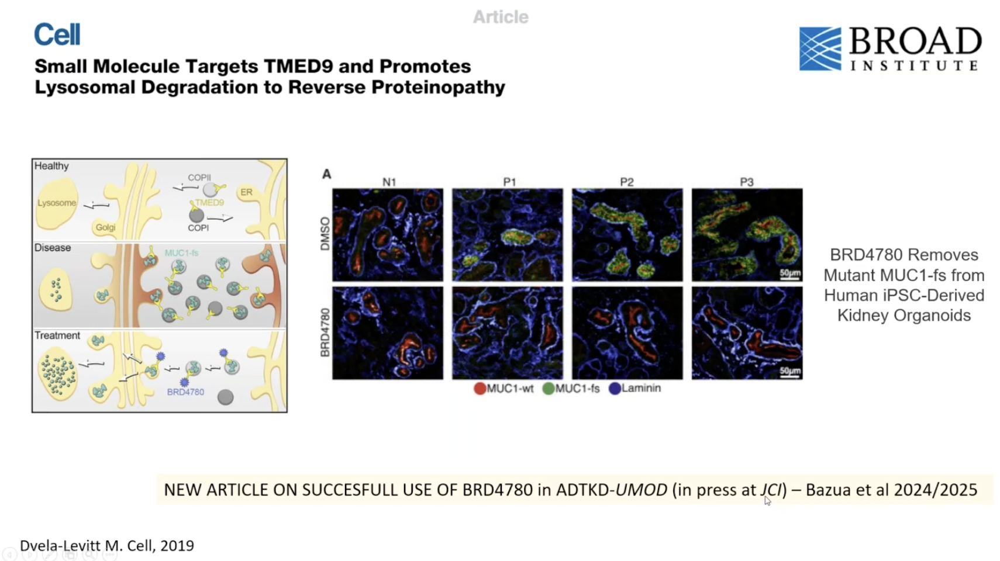 Article
Cell
BROAD
INSTITUTE
Small Molecule Targets TMED9 and Promotes
Lysosomal Degradation to Reverse Proteinopathy
Healthy
COPII
ER
TMED9
Lysosome
COPI
Golgi
Disease
MUC1-fs
Treatment
BRD4780
A
N1 P1 P2 P3
DMSO
50µm
BRD4780
50µm
MUC1-wt MUC1-fs Laminin
BRD4780 Removes
Mutant MUC1-fs from
Human iPSC-Derived
Kidney Organoids
NEW ARTICLE ON SUCCESFULL USE OF BRD4780 in ADTKD-UMOD (in press at JCI) – Bazua et al 2024/2025
Dvela-Levitt M. Cell, 2019